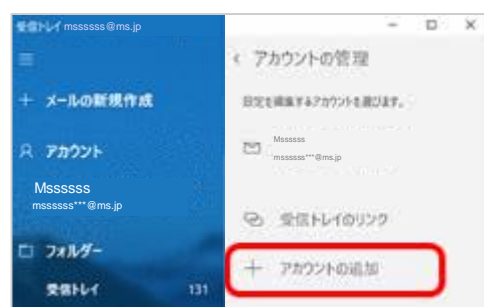 受信トレイ mssssss@ms.jp
＋ メールの新規作成
アカウント
Mssssss
mssssss***@ms.jp
フォルダー
受信トレイ 131
＜ アカウントの管理
設定を編集するアカウントを選びます。
Mssssss
mssssss***@ms.jp
受信トレイのリンク
＋ アカウントの追加